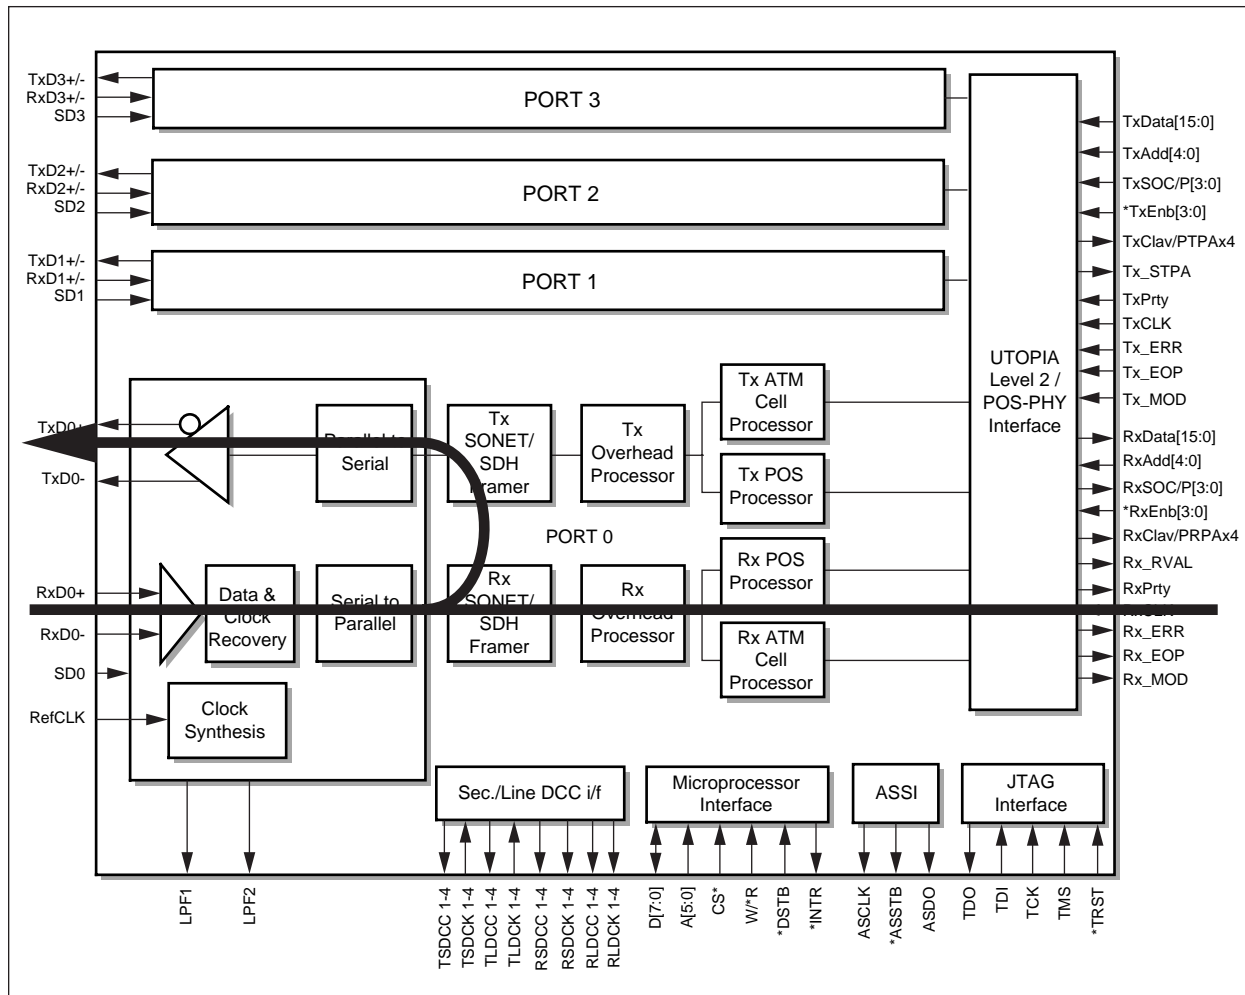 TxD3+/-
RxD3+/-
SD3
PORT 3
TxD2+/-
RxD2+/-
SD2
PORT 2
TxD1+/-
RxD1+/-
SD1
PORT 1
TxData[15:0]
TxAdd[4:0]
TxSOC/P[3:0]
*TxEnb[3:0]
TxClav/PTPAx4
Tx_STPA
TxPrty
TxCLK
Tx_ERR
Tx_EOP
Tx_MOD
RxData[15:0]
RxAdd[4:0]
RxSOC/P[3:0]
*RxEnb[3:0]
RxClav/PRPAx4
Rx_RVAL
RxPrty
Rx_ERR
Rx_EOP
Rx_MOD
UTOPIA
Level 2 /
POS-PHY
Interface
TxD0+
TxD0-
Parallel to
Serial
Tx
SONET/
SDH
Framer
Tx
Overhead
Processor
Tx ATM
Cell
Processor
Tx POS
Processor
PORT 0
RxD0+
RxD0-
SD0
RefCLK
Data &
Clock
Recovery
Serial to
Parallel
Rx
SONET/
SDH
Framer
Rx
Overhead
Processor
Rx POS
Processor
Rx ATM
Cell
Processor
Clock
Synthesis
Sec./Line DCC i/f
Microprocessor
Interface
ASSI
JTAG
Interface
LPF1
LPF2
TSDCC 1-4
TSDCK 1-4
TLDCC 1-4
TLDCK 1-4
RSDCC 1-4
RSDCK 1-4
RLDCC 1-4
RLDCK 1-4
D[7:0]
A[5:0]
CS*
W/*R
*DSTB
*INTR
ASCLK
*ASSTB
ASDO
TDO
TDI
TCK
TMS
*TRST